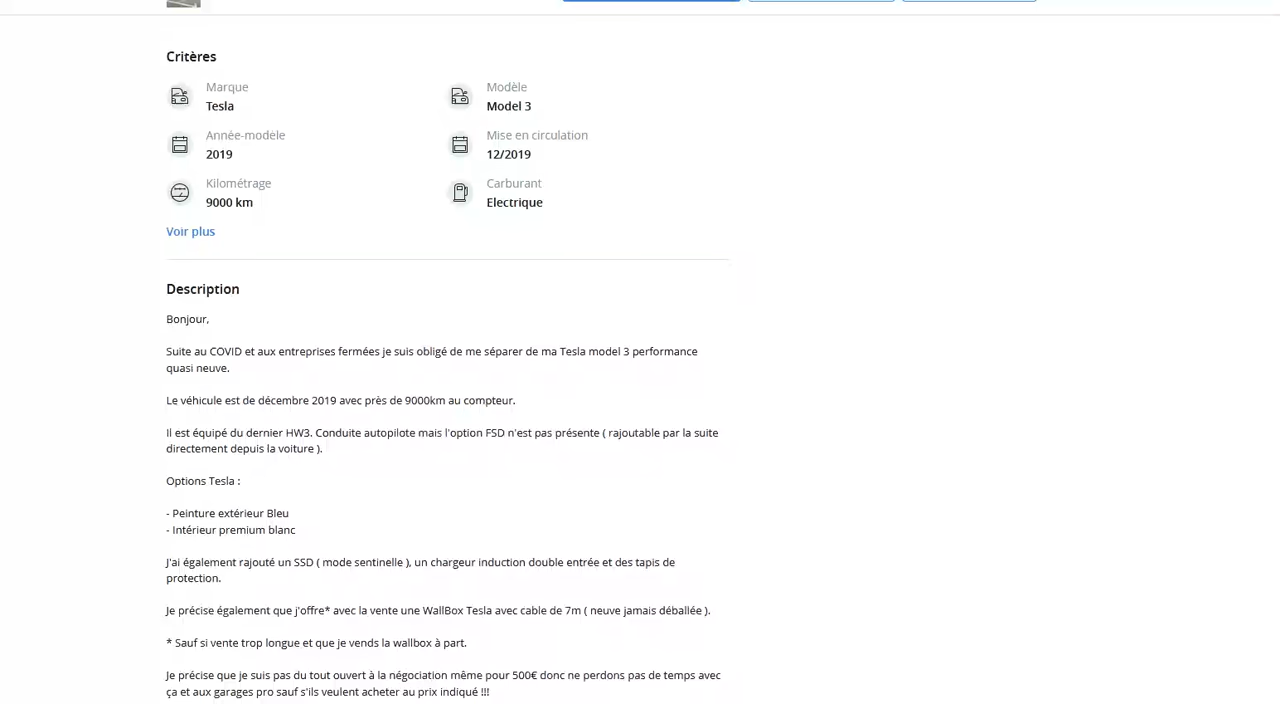 Critères
Marque
Tesla
Modèle
Model 3
Année-modèle
2019
Mise en circulation
12/2019
Kilométrage
9000 km
Carburant
Electrique
Voir plus
Description
Bonjour,
Suite au COVID et aux entreprises fermées je suis obligé de me séparer de ma Tesla model 3 performance
quasi neuve.
Le véhicule est de décembre 2019 avec près de 9000km au compteur.
Il est équipé du dernier HW3. Conduite autopilote mais l'option FSD n'est pas présente ( rajoutable par la suite
directement depuis la voiture ).
Options Tesla :
- Peinture extérieur Bleu
- Intérieur premium blanc
J'ai également rajouté un SSD ( mode sentinelle ), un chargeur induction double entrée et des tapis de
protection.
Je précise également que j'offre* avec la vente une WallBox Tesla avec cable de 7m ( neuve jamais déballée ).
* Sauf si vente trop longue et que je vends la wallbox à part.
Je précise que je suis pas du tout ouvert à la négociation même pour 500€ donc ne perdons pas de temps avec
ça et aux garages pro sauf s'ils veulent acheter au prix indiqué !!!